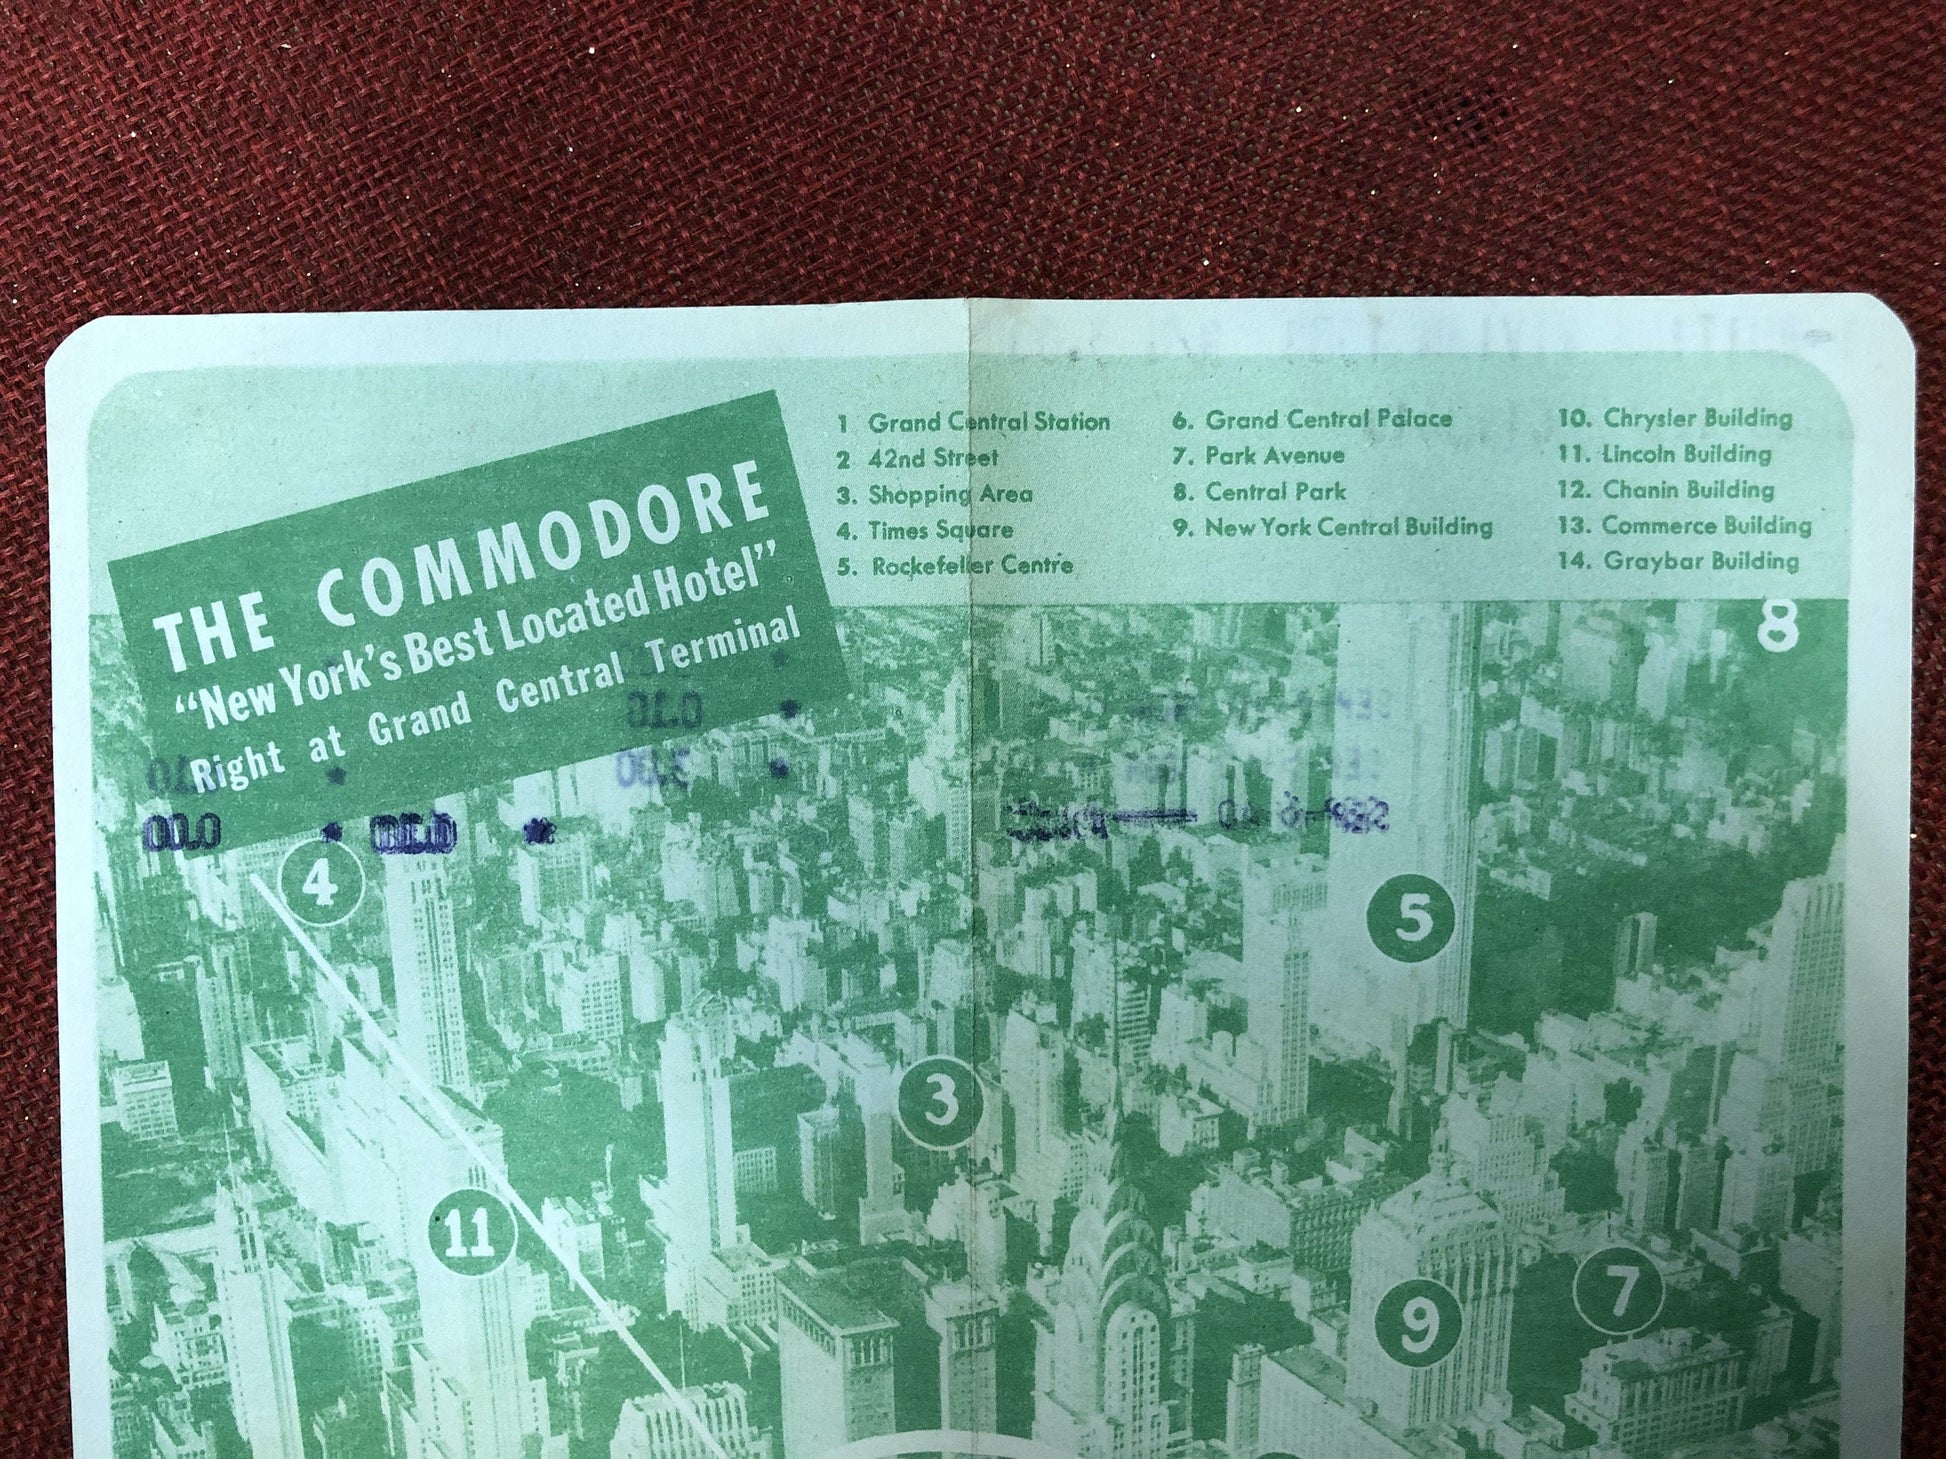 THE COMMODORE
“New York's Best Located Hotel”
Right at Grand Central Terminal
1 Grand Central Station
2 42nd Street
3. Shopping Area
4. Times Square
5. Rockefeller Centre
6. Grand Central Palace
7. Park Avenue
8. Central Park
9. New York Central Building
10. Chrysler Building
11. Lincoln Building
12. Chanin Building
13. Commerce Building
14. Graybar Building
8
4
5
3
11
9
7